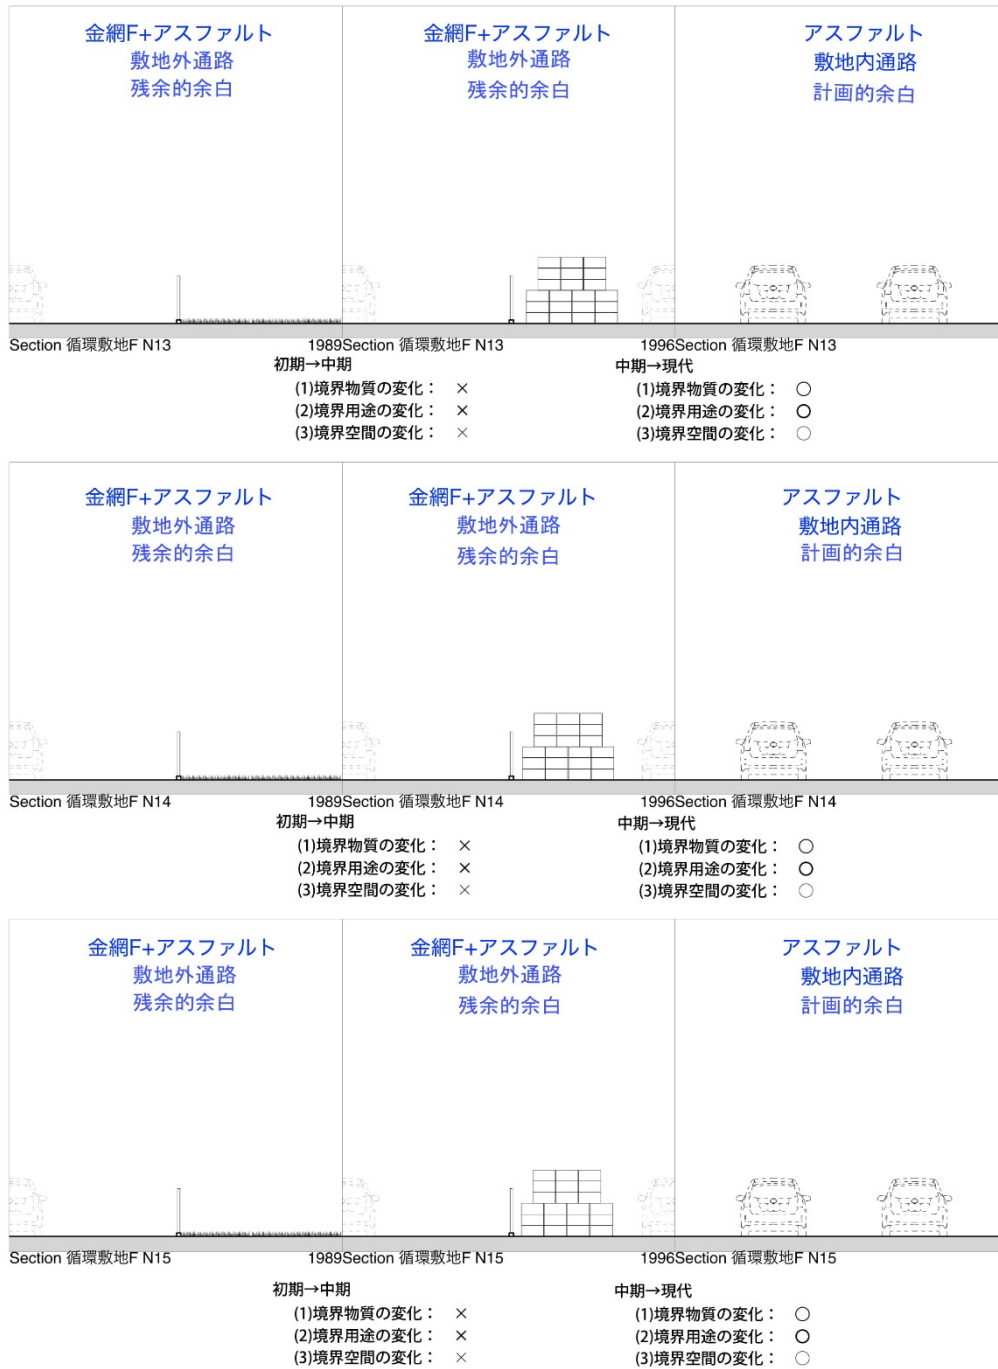 金網F+アスファルト 金網F+アスファルト アスファルト
敷地外通路 敷地外通路 敷地内通路
残余的余白 残余的余白 計画的余白
Section 循環敷地F N13 1989 Section 循環敷地F N13 1996 Section 循環敷地F N13
初期→中期 中期→現代
(1)境界物質の変化： × (1)境界物質の変化： ○
(2)境界用途の変化： × (2)境界用途の変化： ○
(3)境界空間の変化： × (3)境界空間の変化： ○
金網F+アスファルト 金網F+アスファルト アスファルト
敷地外通路 敷地外通路 敷地内通路
残余的余白 残余的余白 計画的余白
Section 循環敷地F N14 1989 Section 循環敷地F N14 1996 Section 循環敷地F N14
初期→中期 中期→現代
(1)境界物質の変化： × (1)境界物質の変化： ○
(2)境界用途の変化： × (2)境界用途の変化： ○
(3)境界空間の変化： × (3)境界空間の変化： ○
金網F+アスファルト 金網F+アスファルト アスファルト
敷地外通路 敷地外通路 敷地内通路
残余的余白 残余的余白 計画的余白
Section 循環敷地F N15 1989 Section 循環敷地F N15 1996 Section 循環敷地F N15
初期→中期 中期→現代
(1)境界物質の変化： × (1)境界物質の変化： ○
(2)境界用途の変化： × (2)境界用途の変化： ○
(3)境界空間の変化： × (3)境界空間の変化： ○